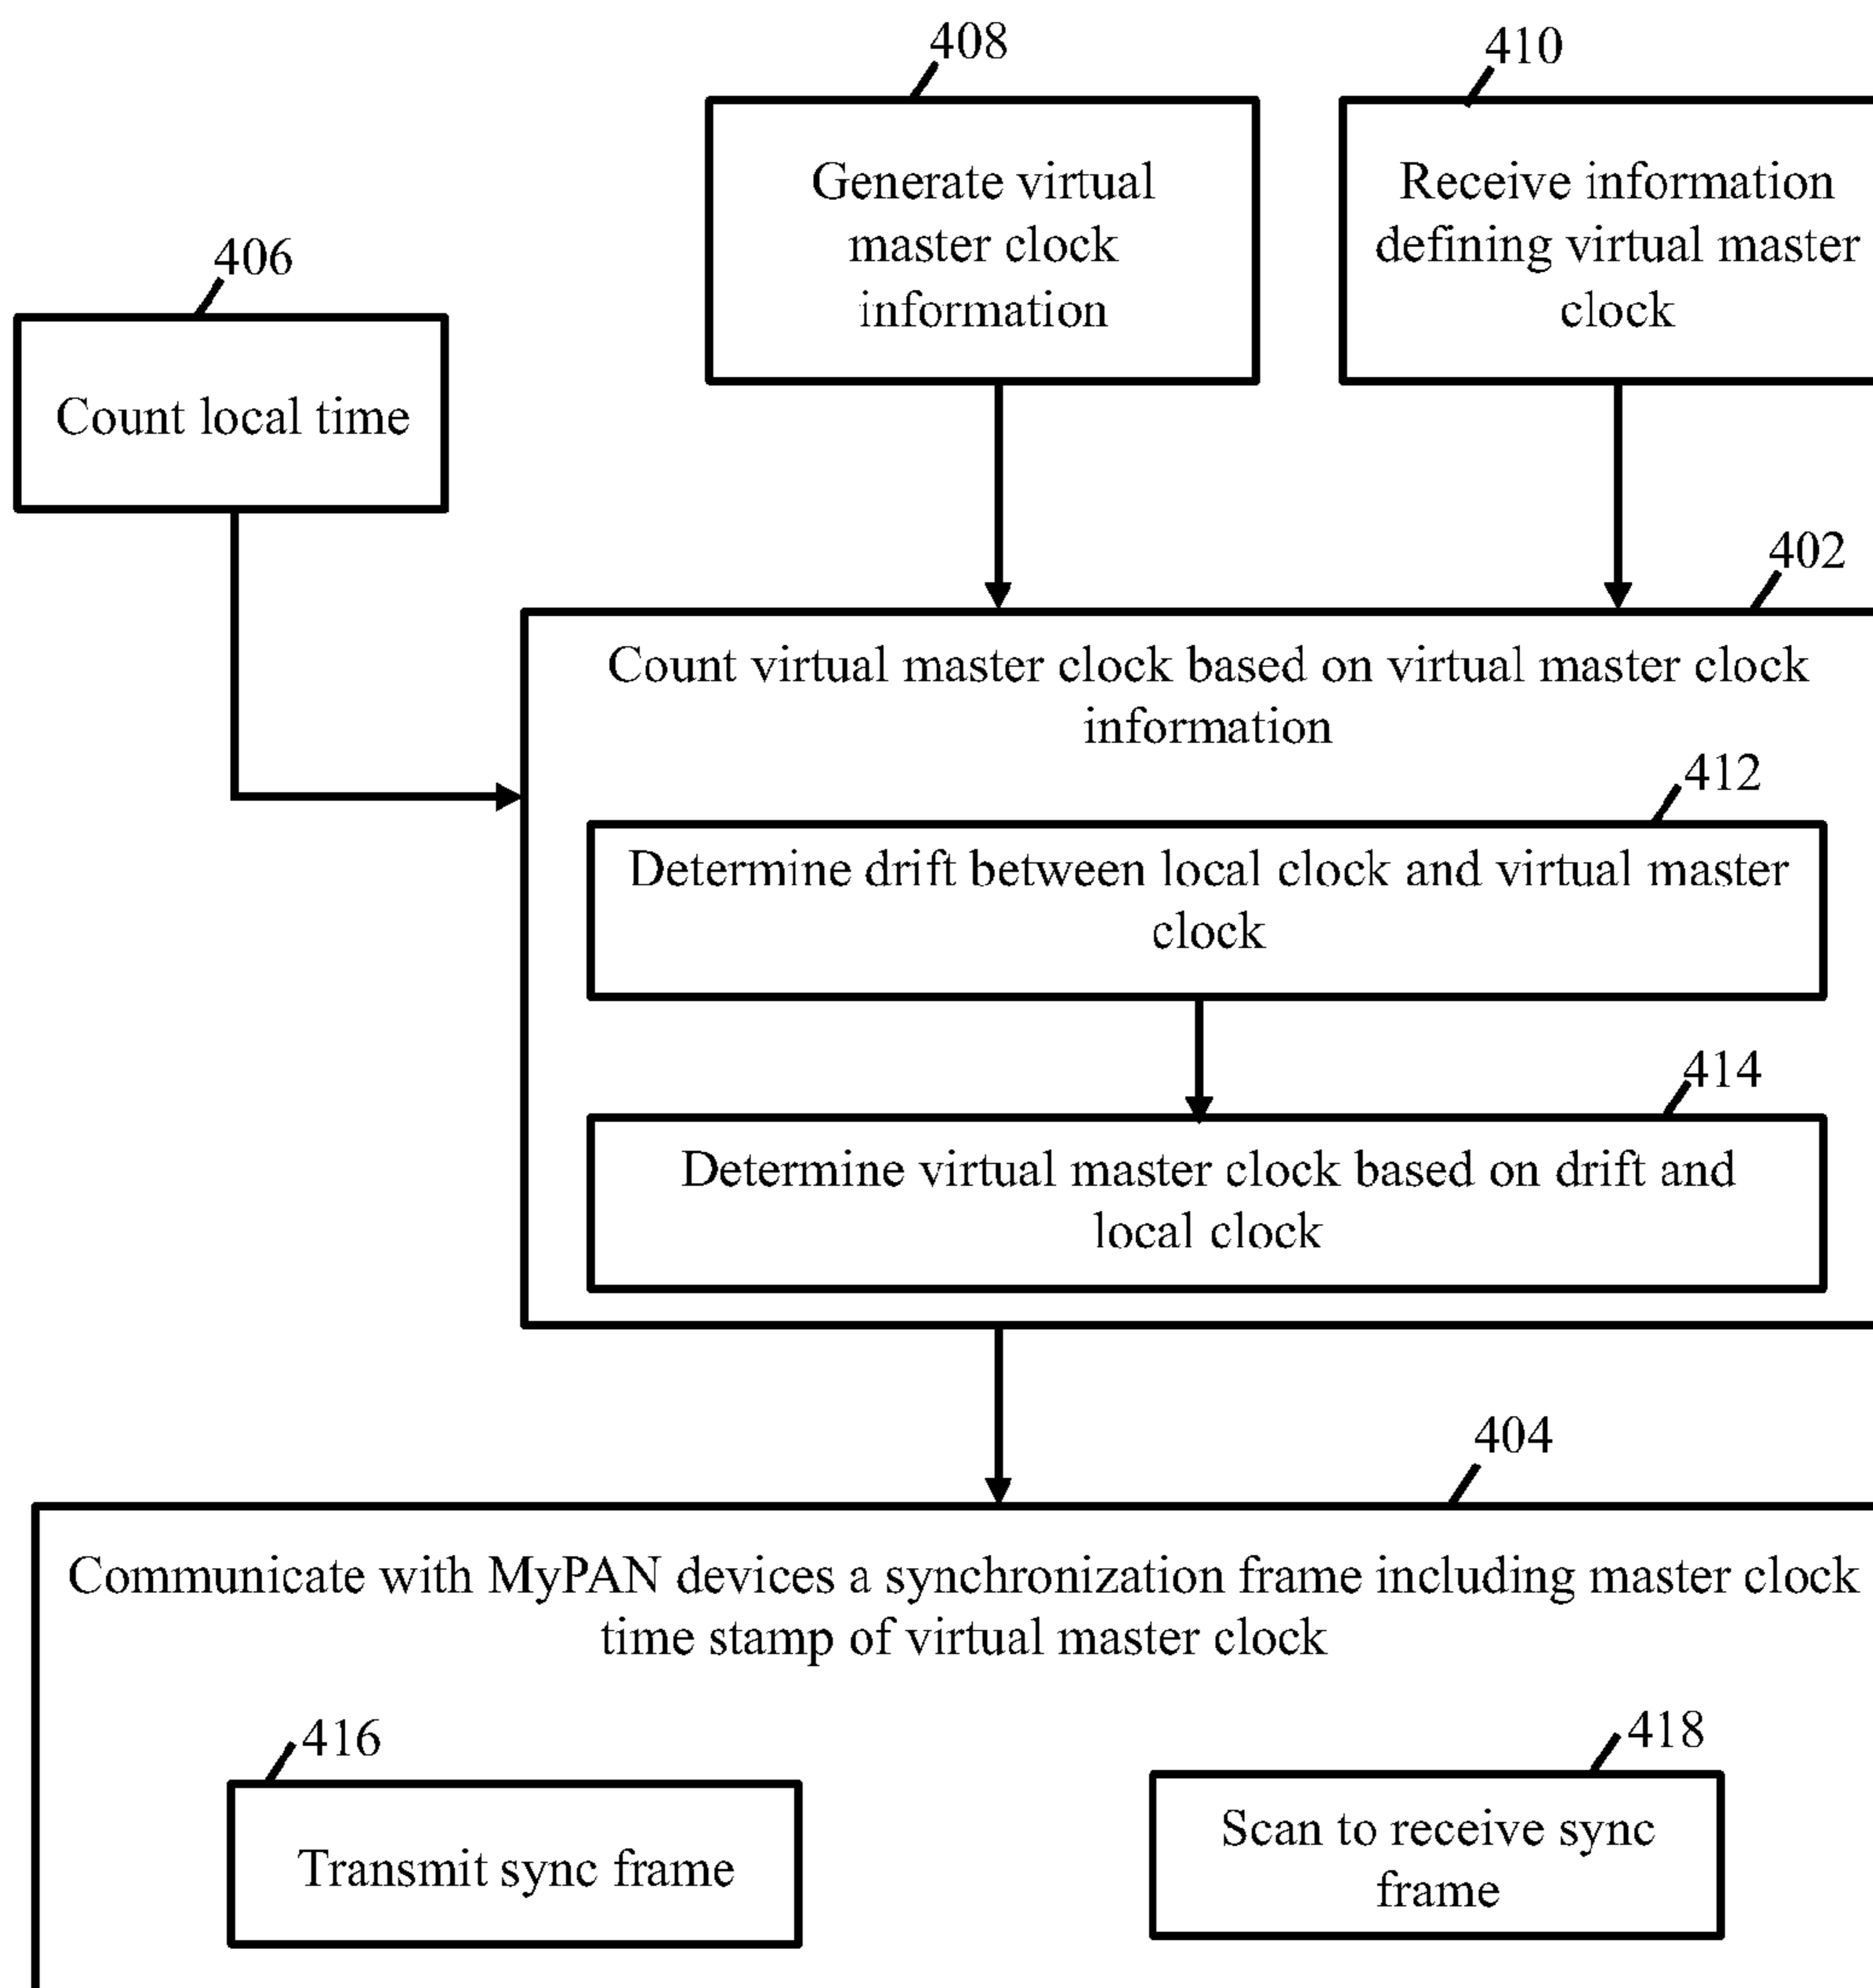 408
410
Generate virtual
master clock
information
Receive information
defining virtual master
clock
406
Count local time
402
Count virtual master clock based on virtual master clock
information
412
Determine drift between local clock and virtual master
clock
414
Determine virtual master clock based on drift and
local clock
404
Communicate with MyPAN devices a synchronization frame including master clock
time stamp of virtual master clock
416
Transmit sync frame
418
Scan to receive sync
frame